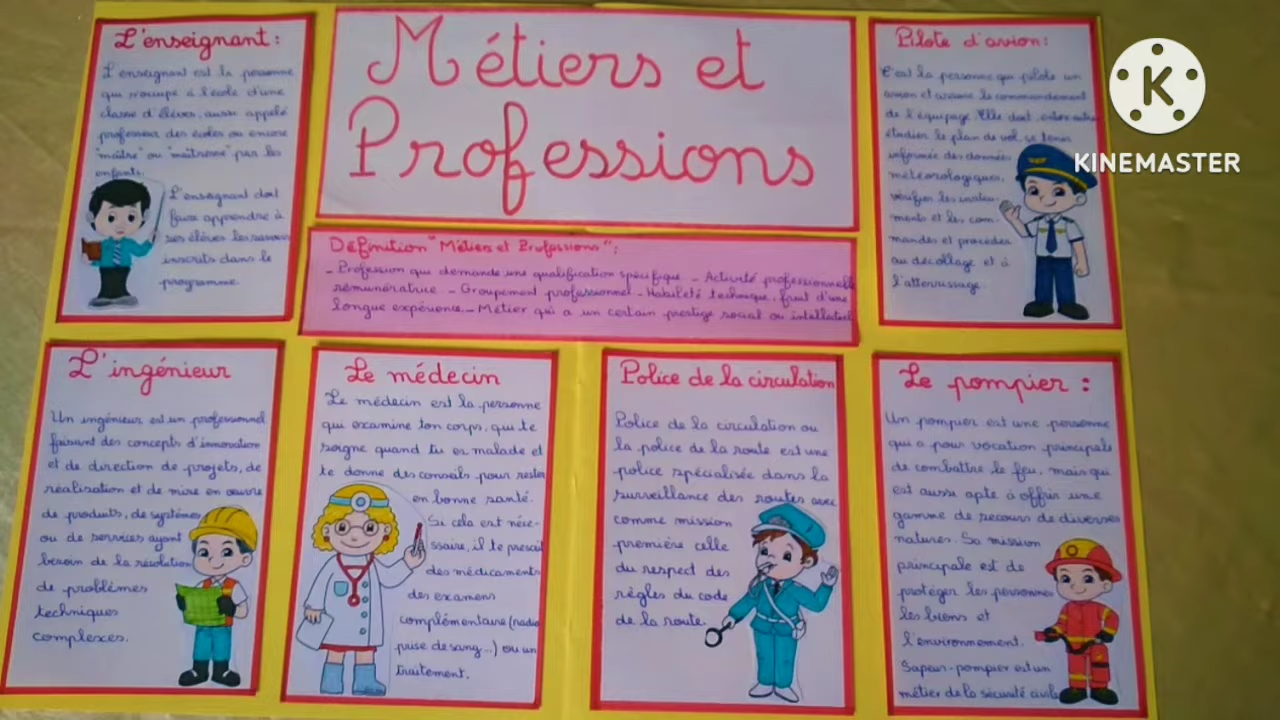 Métiers et
Professions
L'enseignant :
L'enseignant est la personne
qui s'occupe à l'école d'une
classe d'élèves, aussi appelé
professeur des écoles ou encore
"maître" ou "maîtresse" par les
enfants.
L'enseignant doit
faire apprendre à
ses élèves les savoirs
inscrits dans le
programme.
Définition "Métiers et Professions" :
- Profession qui demande une qualification spécifique - Activité professionnelle
rémunératrice - Groupement professionnel - Habileté technique, fruit d'une
longue expérience - Métier qui a un certain prestige social ou intellectuel
Pilote d'avion :
C'est la personne qui pilote un
avion et assure le commandement
de l'équipage. Elle doit, entre autre
étudier le plan de vol, se tenir
informée des données
météorologiques,
vérifier les instru-
ments et les com-
mandes et procéder
au décollage et à
l'atterrissage
L'ingénieur
Un ingénieur est un professionnel
faisant des concepts d'innovation
et de direction de projets, de
réalisation et de mise en œuvre
de produits, de systèmes
ou de services ayant
besoin de la résolution
de problèmes
techniques
complexes.
Le médecin
Le médecin est la personne
qui examine ton corps, qui te
soigne quand tu es malade et
te donne des conseils pour rester
en bonne santé.
Si cela est néce-
ssaire, il te prescrit
des médicaments
des examens
complémentaire (radio
prise de sang...) ou un
traitement.
Police de la circulation
Police de la circulation ou
la police de la route est une
police spécialisée dans la
surveillance des routes avec
comme mission
première celle
du respect des
règles du code
de la route.
Le pompier :
Un pompier est une personne
qui a pour vocation principale
de combattre le feu, mais qui
est aussi apte à offrir une
gamme de secours de diverses
natures. Sa mission
principale est de
protéger les personnes
les biens et
l'environnement.
Sapeur-pompier est un
métier de la sécurité civile
K
KINEMASTER